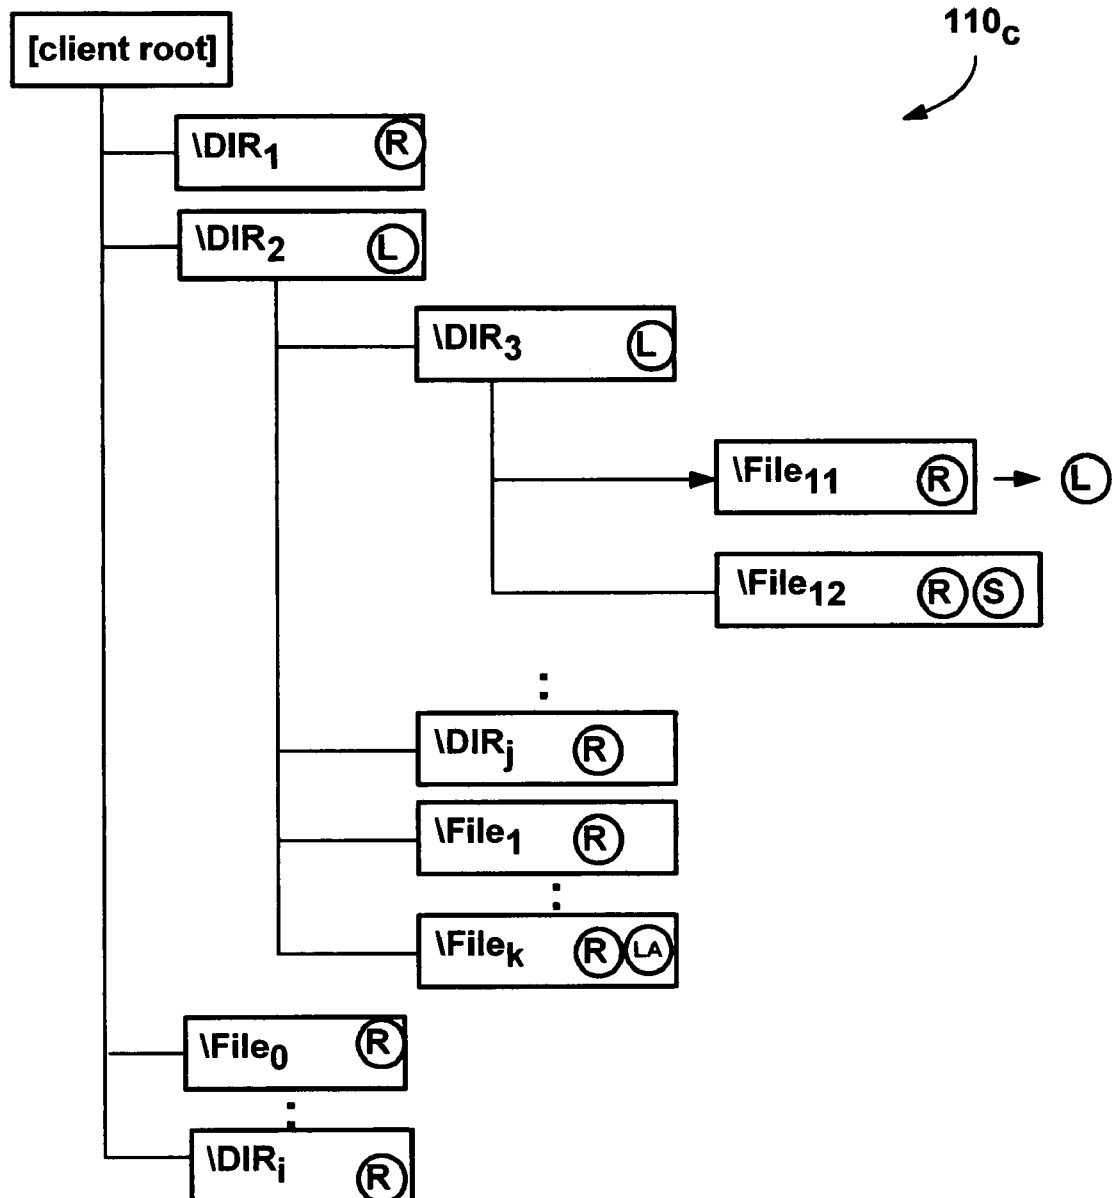 110c
[client root]
\DIR1 R
\DIR2 L
\DIR3 L
\File11 R L
\File12 R S
\DIRj R
\File1 R
\Filek R LA
\File0 R
\DIRi R